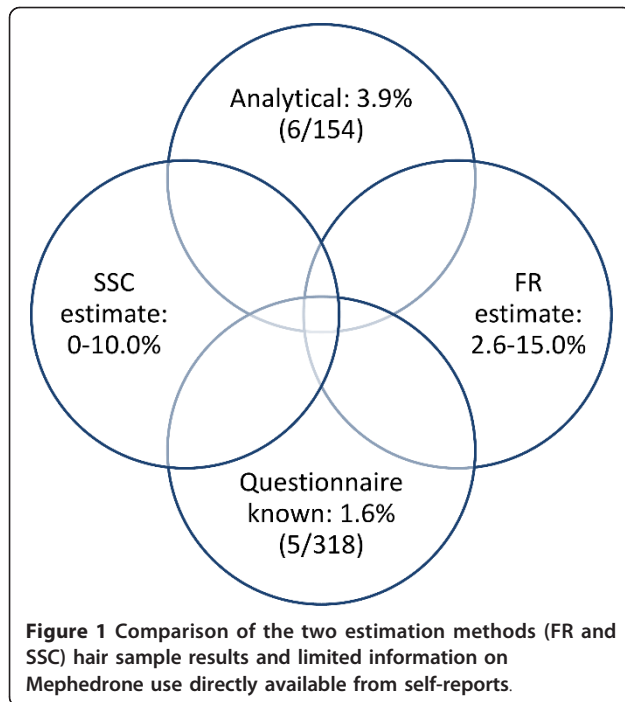 Analytical: 3.9%
(6/154)
SSC
estimate:
0-10.0%
FR
estimate:
2.6-15.0%
Questionnaire
known: 1.6%
(5/318)
Figure 1 Comparison of the two estimation methods (FR and
SSC) hair sample results and limited information on
Mephedrone use directly available from self-reports.